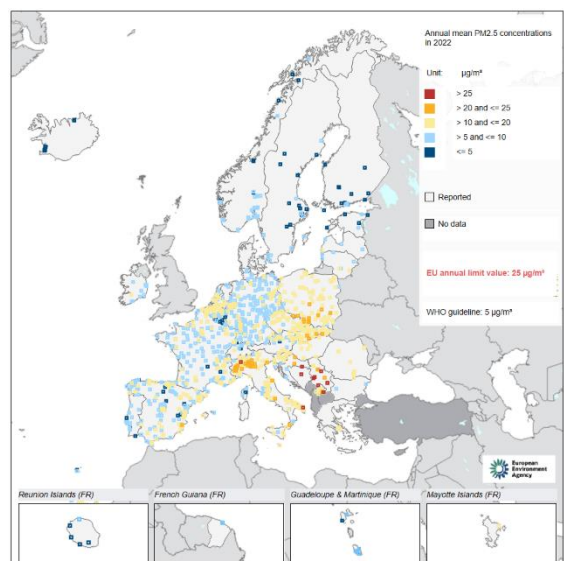 Annual mean PM2.5 concentrations
in 2022
Unit: µg/m³
> 25
> 20 and <= 25
> 10 and <= 20
> 5 and <= 10
<= 5
Reported
No data
EU annual limit value: 25 µg/m³
WHO guideline: 5 µg/m³
European
Environment
Agency
Reunion Islands (FR)
French Guiana (FR)
Guadeloupe & Martinique (FR)
Mayotte Islands (FR)